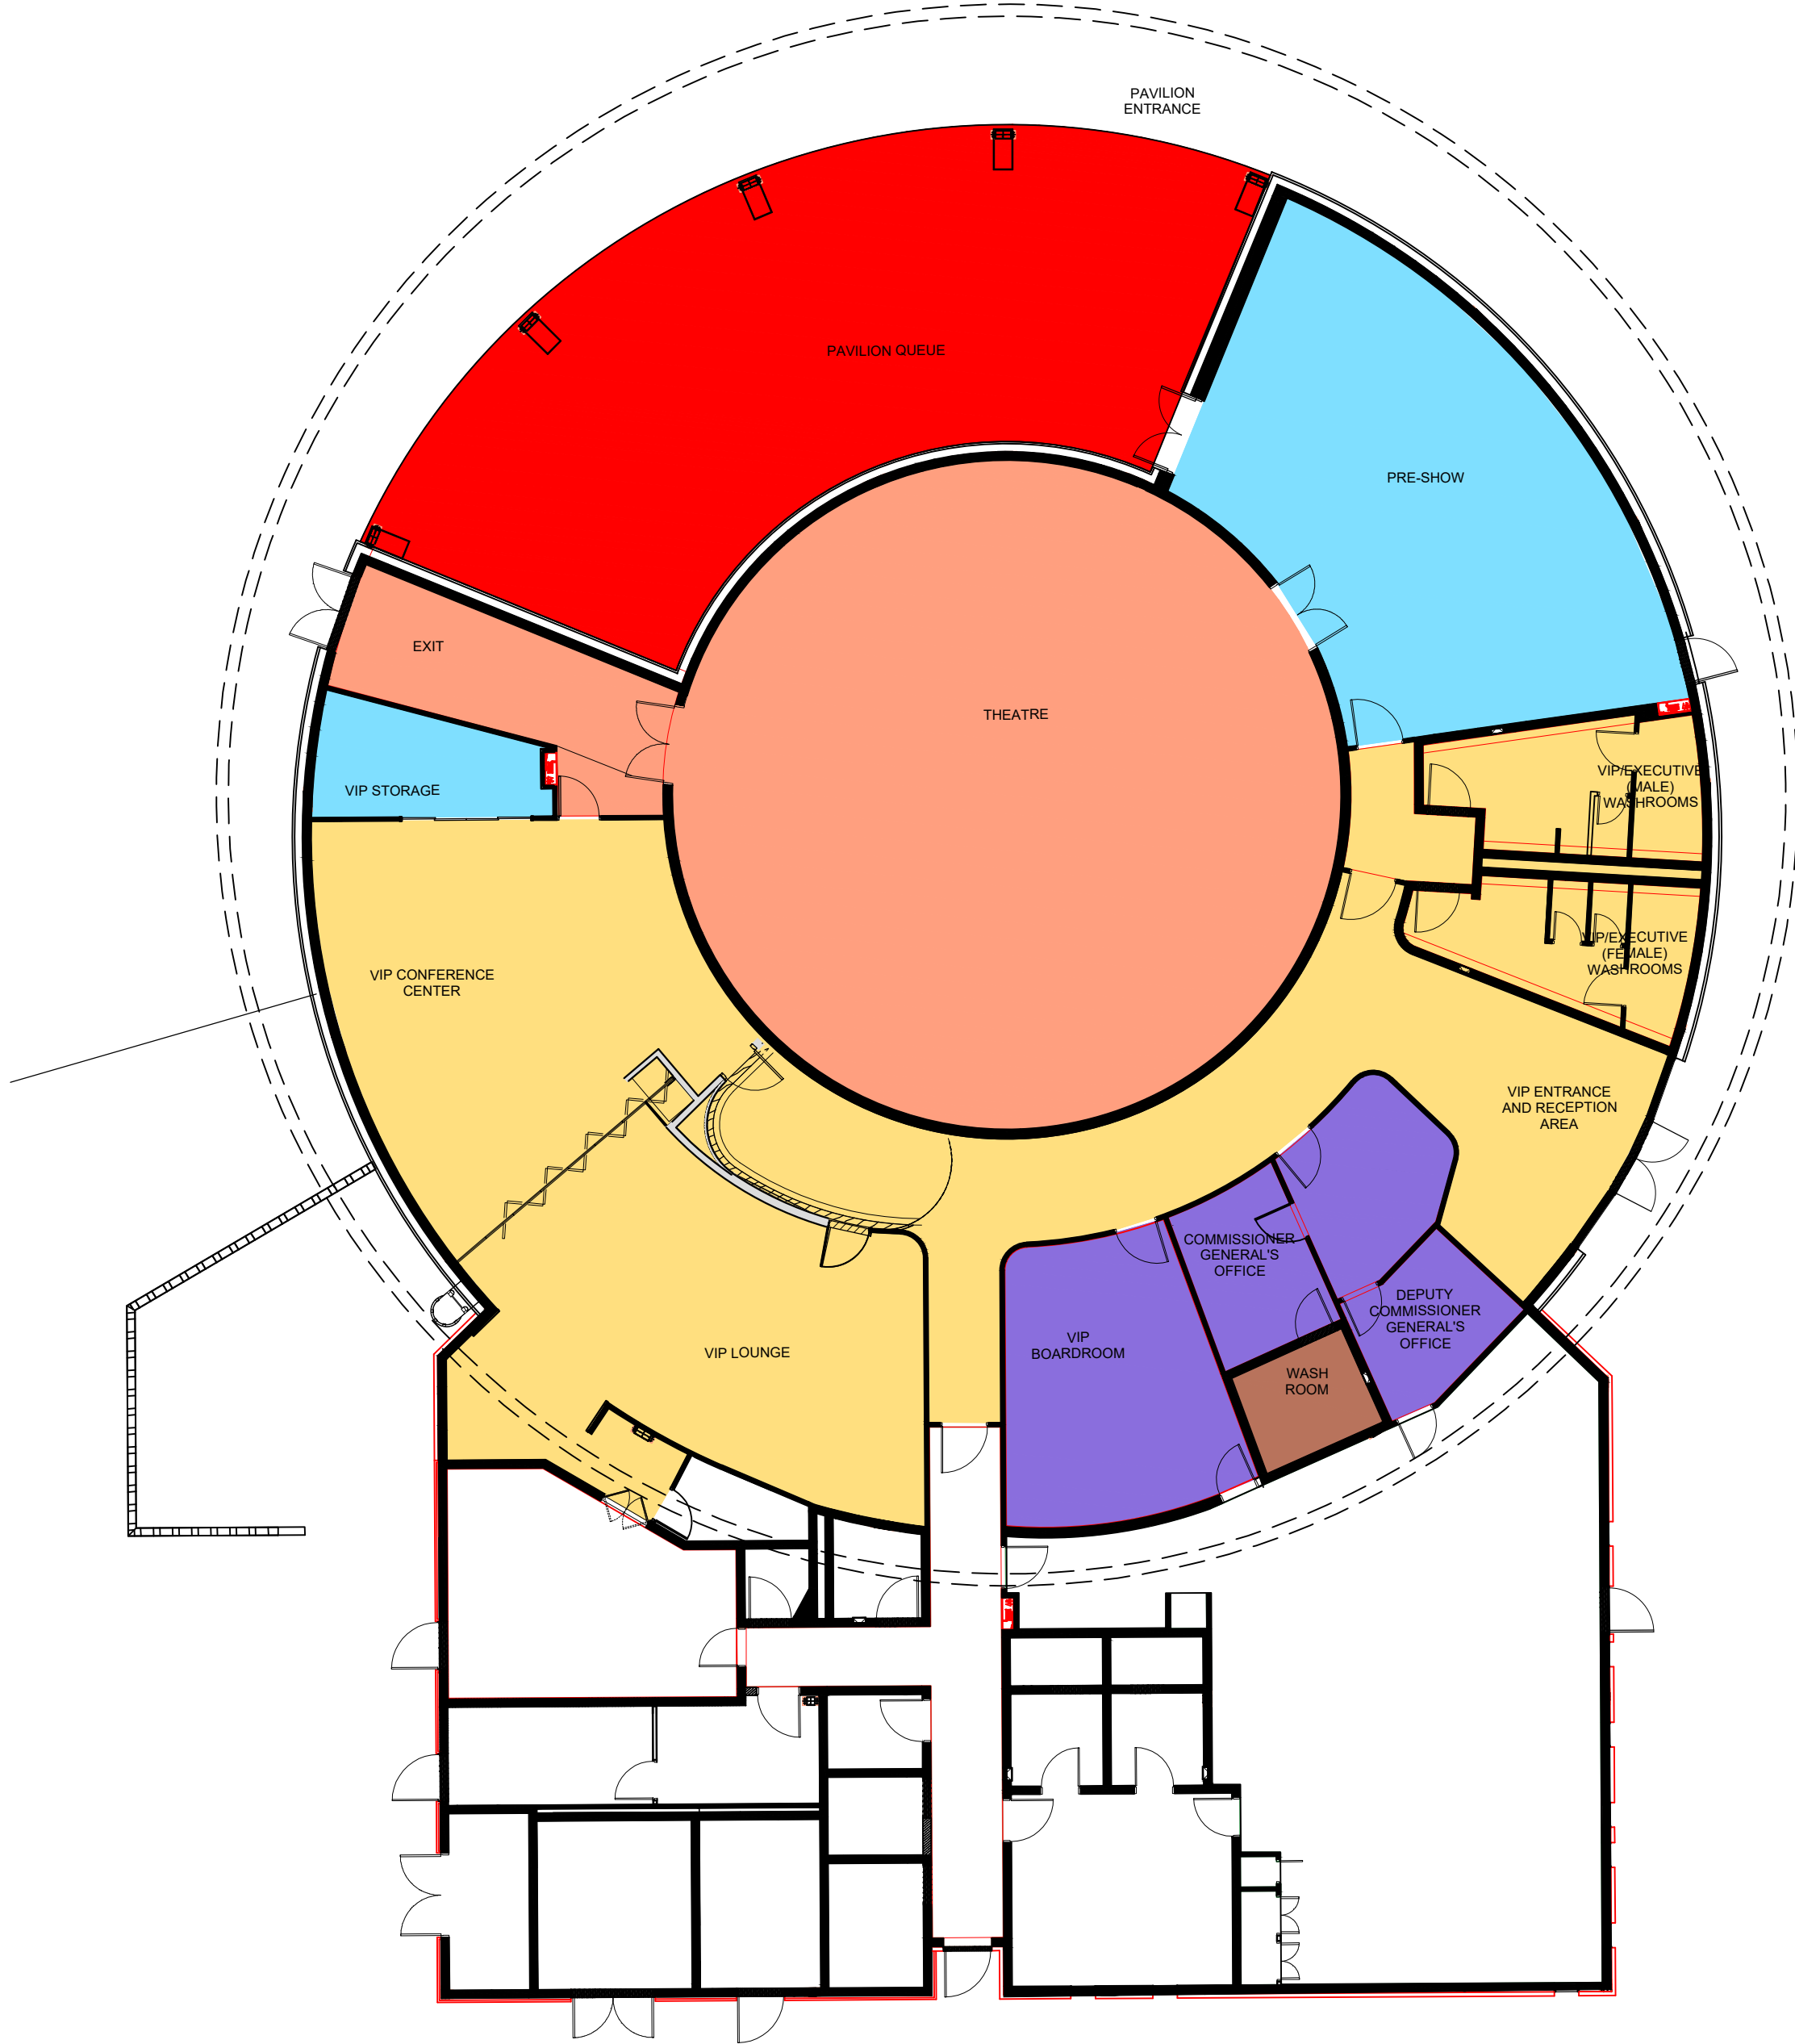 PAVILION
ENTRANCE
PAVILION QUEUE
PRE-SHOW
EXIT
THEATRE
VIP STORAGE
VIP/EXECUTIVE
(MALE)
WASHROOMS
VIP/EXECUTIVE
(FEMALE)
WASHROOMS
VIP CONFERENCE
CENTER
VIP ENTRANCE
AND RECEPTION
AREA
COMMISSIONER
GENERAL'S
OFFICE
DEPUTY
COMMISSIONER
GENERAL'S
OFFICE
VIP
BOARDROOM
VIP LOUNGE
WASH
ROOM